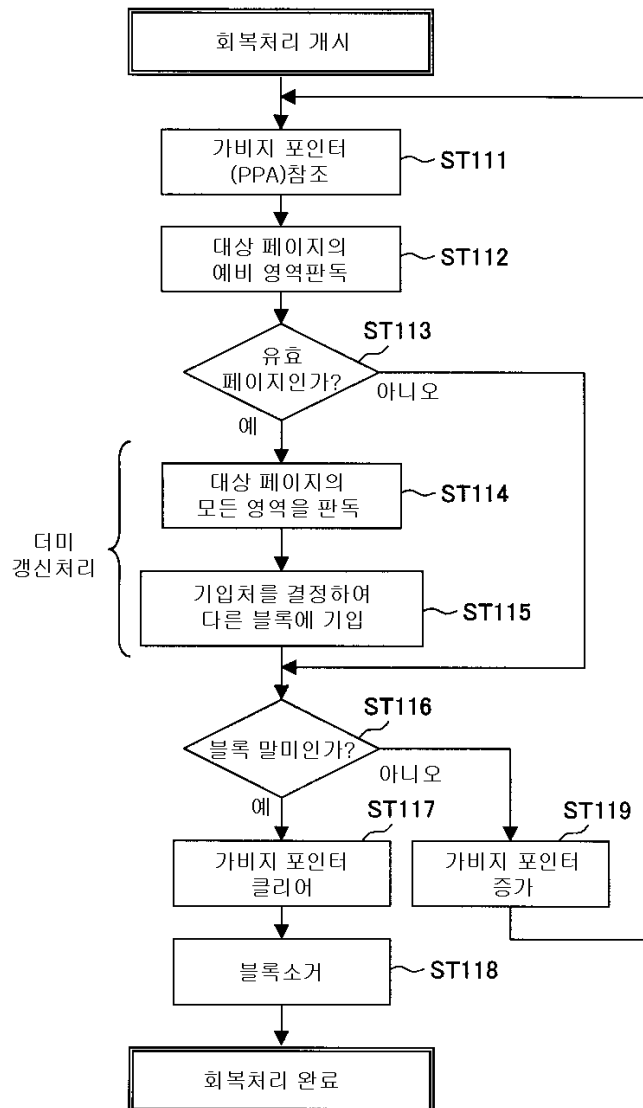 회복처리 개시
가비지 포인터
(PPA)참조
ST111
대상 페이지의
예비 영역판독
ST112
ST113
유효
페이지인가?
아니오
예
더미
갱신처리
대상 페이지의
모든 영역을 판독
ST114
기입처를 결정하여
다른 블록에 기입
ST115
ST116
블록 말미인가?
아니오
예
ST117
가비지 포인터
클리어
ST119
가비지 포인터
증가
블록소거
ST118
회복처리 완료